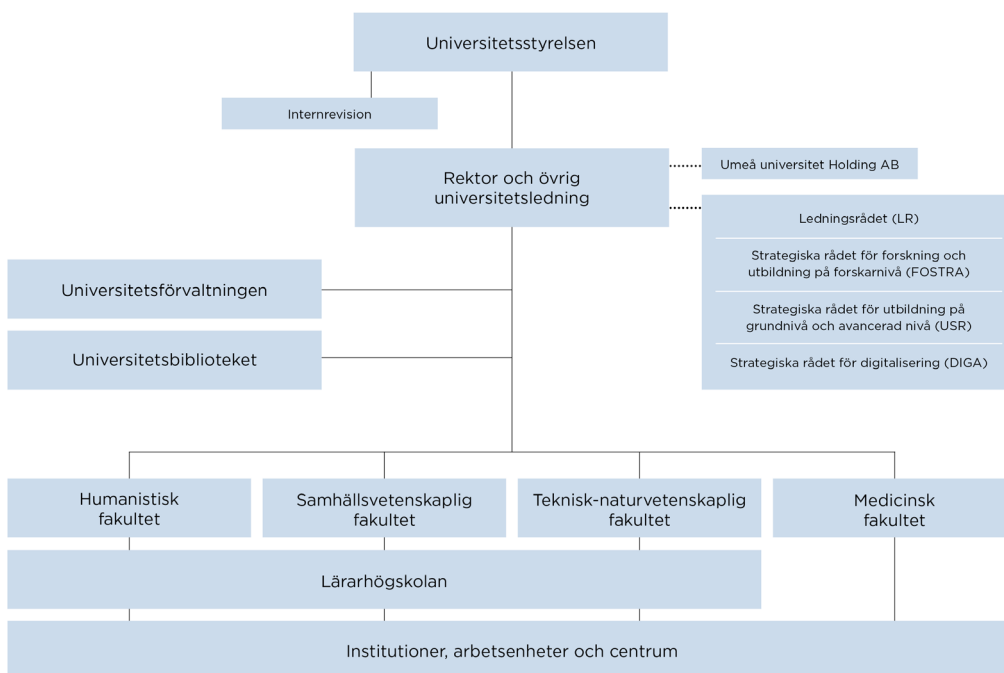 Universitetsstyrelsen
Internrevision
Rektor och övrig
universitetsledning
Umeå universitet Holding AB
Ledningsrådet (LR)
Strategiska rådet för forskning och
utbildning på forskarnivå (FOSTRA)
Strategiska rådet för utbildning på
grundnivå och avancerad nivå (USR)
Strategiska rådet för digitalisering (DIGA)
Universitetsförvaltningen
Universitetsbiblioteket
Humanistisk
fakultet
Samhällsvetenskaplig
fakultet
Teknisk-naturvetenskaplig
fakultet
Medicinsk
fakultet
Lärarhögskolan
Institutioner, arbetsenheter och centrum